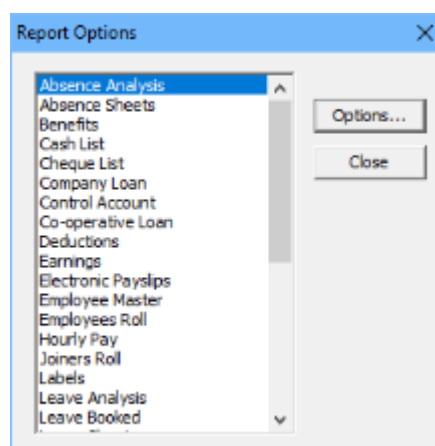 Report Options
Absence Analysis
Absence Sheets
Benefits
Cash List
Cheque List
Company Loan
Control Account
Co-operative Loan
Deductions
Earnings
Electronic Payslips
Employee Master
Employees Roll
Hourly Pay
Joiners Roll
Labels
Leave Analysis
Leave Booked
Options...
Close